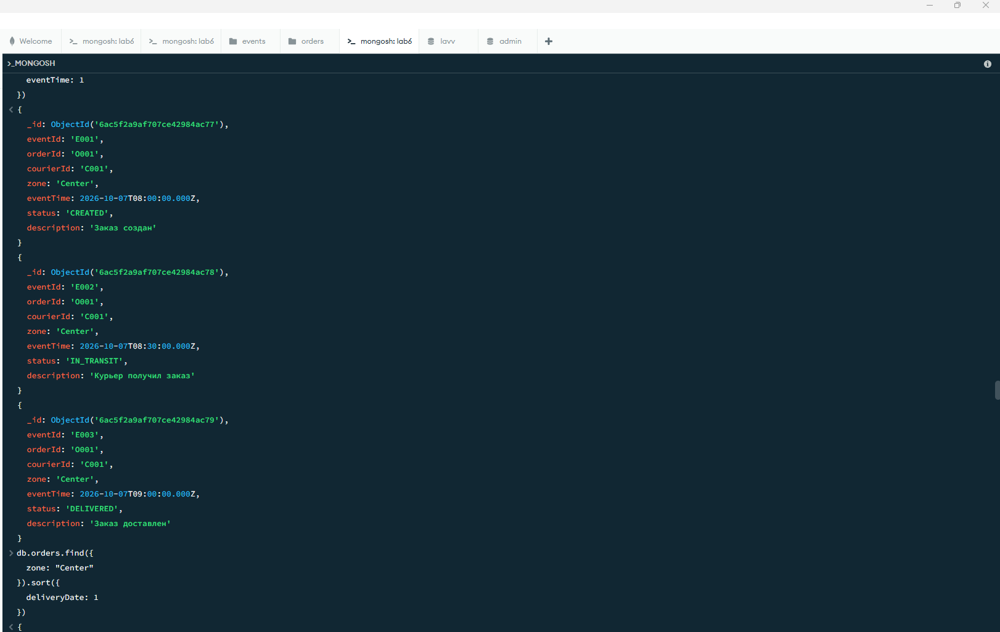 Welcome
>_ mongosh: lab6
>_ mongosh: lab6
events
orders
>_ mongosh: lab6
lavv
admin
+
>_MONGOSH
eventTime: 1
})
< {
_id: ObjectId('6ac5f2a9af707ce42984ac77'),
eventId: 'E001',
orderId: 'O001',
courierId: 'C001',
zone: 'Center',
eventTime: 2026-10-07T08:00:00.000Z,
status: 'CREATED',
description: 'Заказ создан'
}
{
_id: ObjectId('6ac5f2a9af707ce42984ac78'),
eventId: 'E002',
orderId: 'O001',
courierId: 'C001',
zone: 'Center',
eventTime: 2026-10-07T08:30:00.000Z,
status: 'IN_TRANSIT',
description: 'Курьер получил заказ'
}
{
_id: ObjectId('6ac5f2a9af707ce42984ac79'),
eventId: 'E003',
orderId: 'O001',
courierId: 'C001',
zone: 'Center',
eventTime: 2026-10-07T09:00:00.000Z,
status: 'DELIVERED',
description: 'Заказ доставлен'
}
> db.orders.find({
zone: "Center"
}).sort({
deliveryDate: 1
})
< {